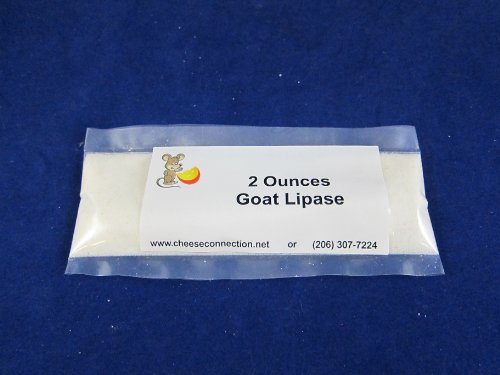 2 Ounces
Goat Lipase
www.cheeseconnection.net or (206) 307-7224